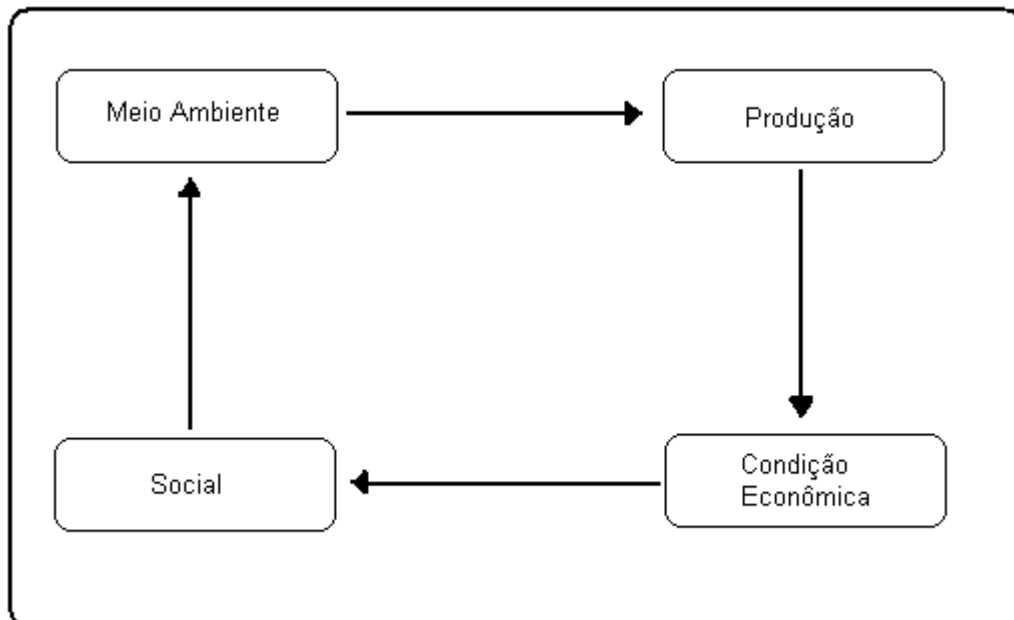 Meio Ambiente
Produção
Social
Condição
Econômica